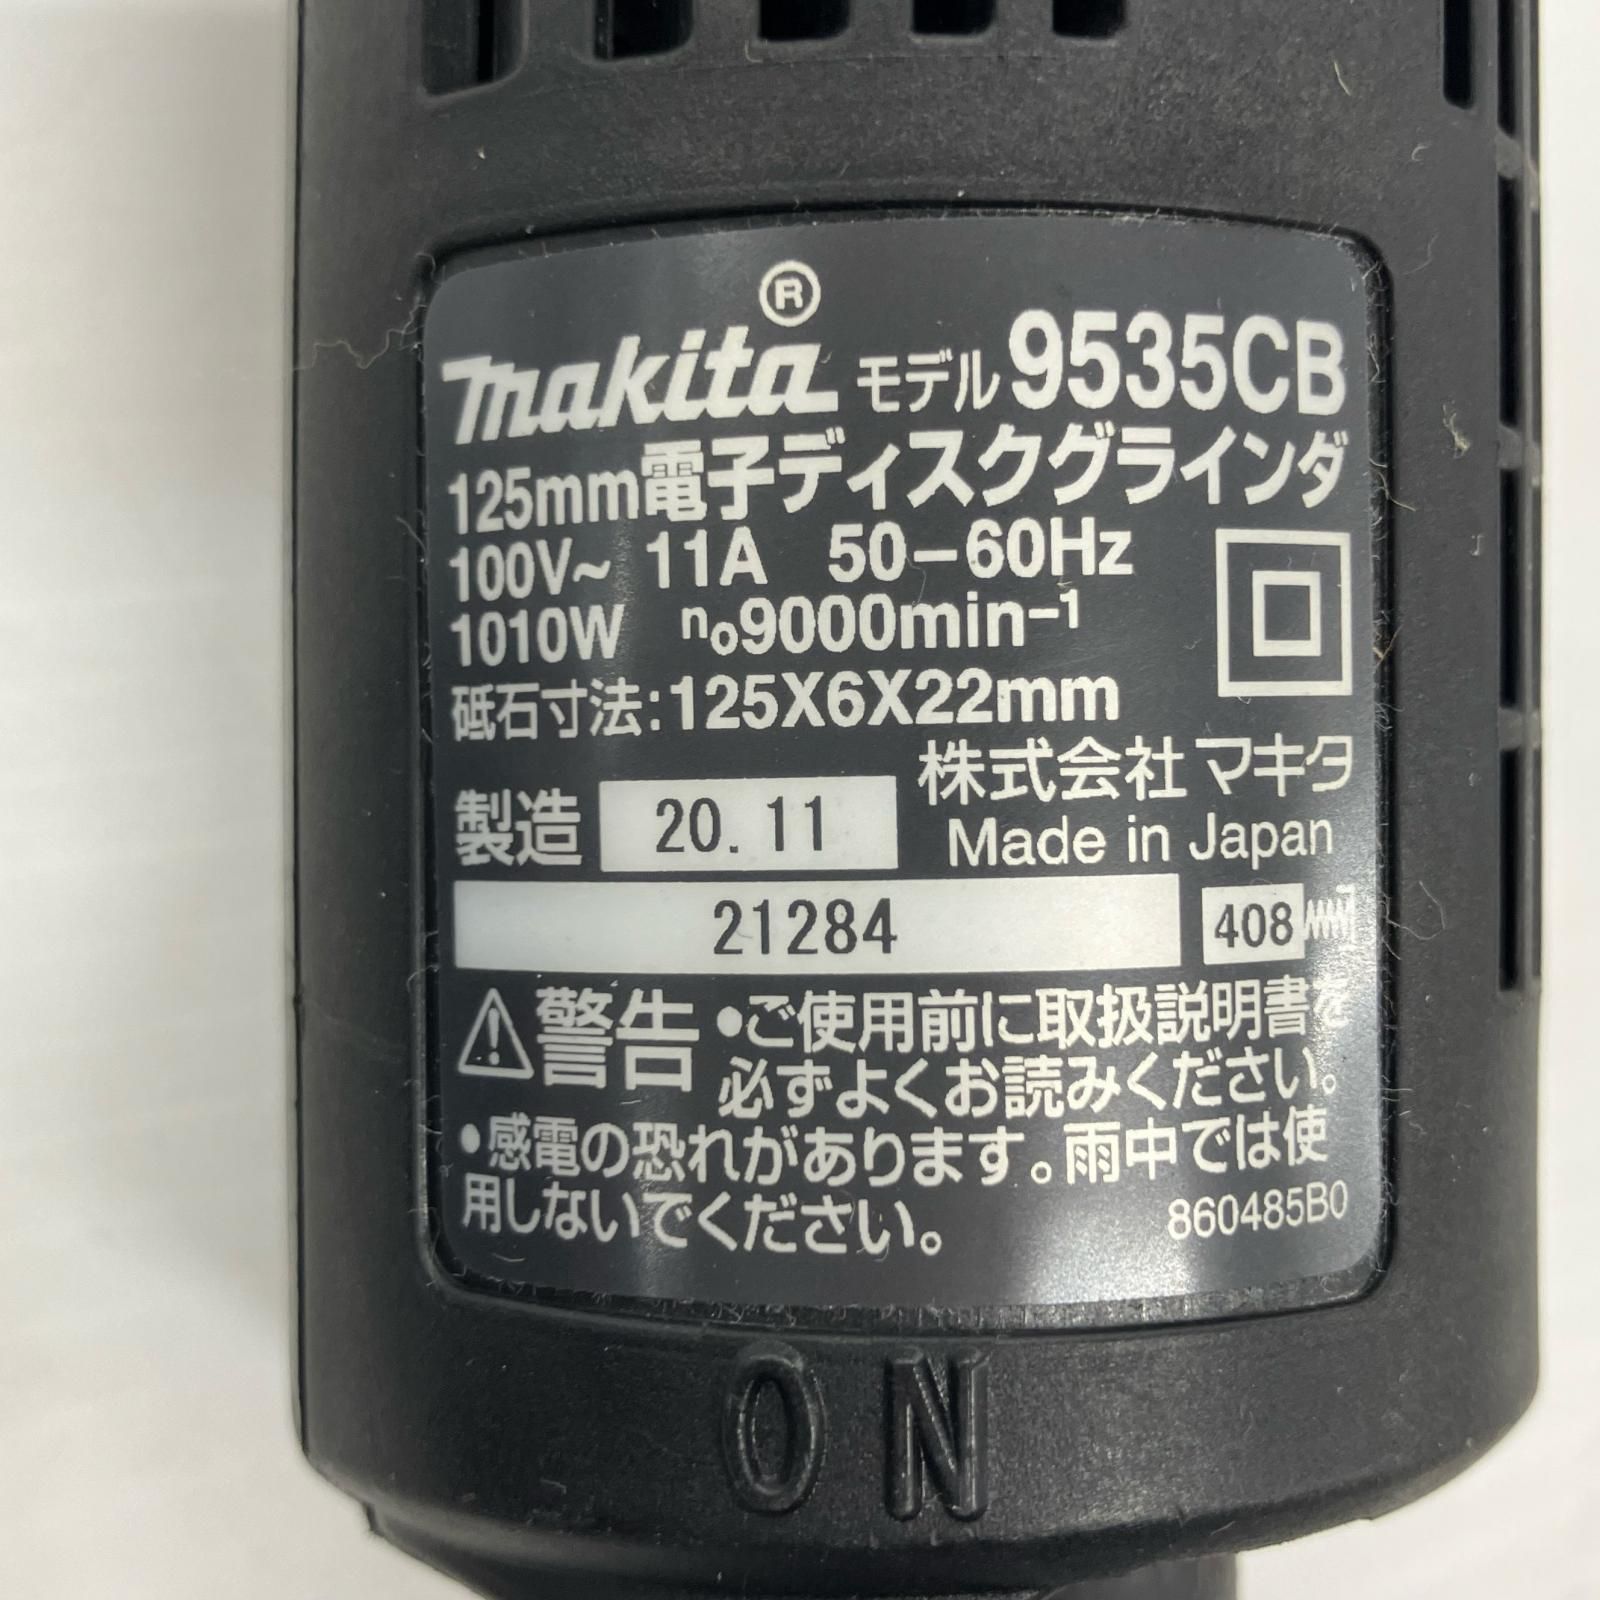 makita® モデル 9535CB
125mm電子ディスクグラインダ
100V~ 11A 50-60Hz
1010W n₀9000min⁻¹
砥石寸法:125X6X22mm
株式会社マキタ
製造 20.11 Made in Japan
21284 408
⚠警告 •ご使用前に取扱説明書を
必ずよくお読みください。
•感電の恐れがあります。雨中では使
用しないでください。 860485B0
ON